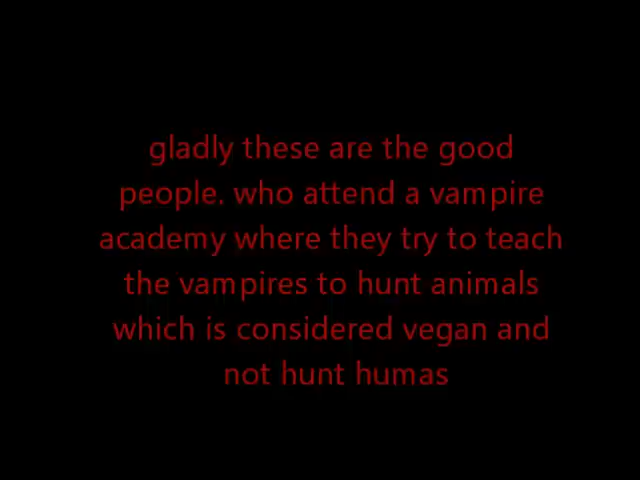 gladly these are the good
people. who attend a vampire
academy where they try to teach
the vampires to hunt animals
which is considered vegan and
not hunt humas